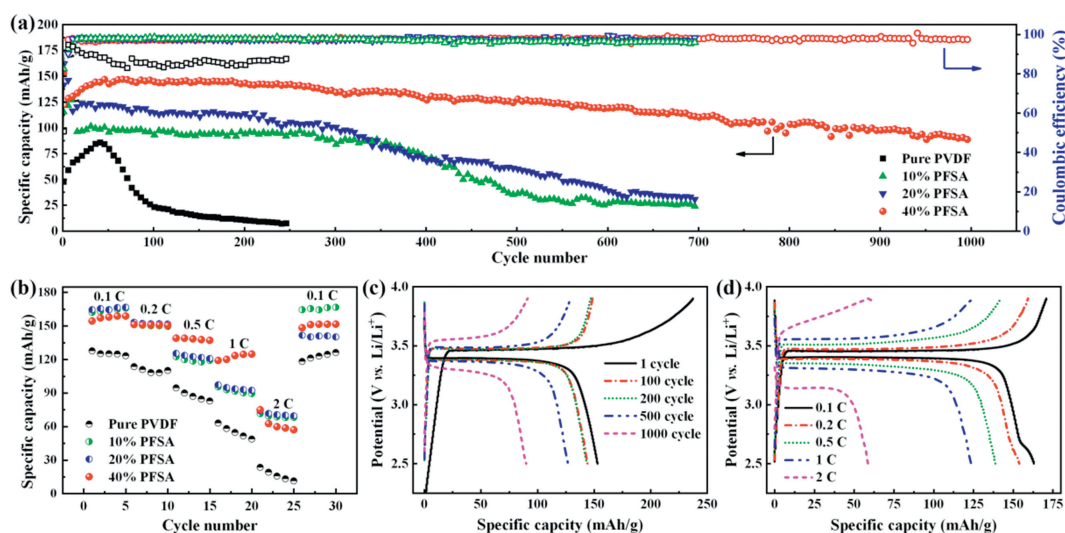 (a)
200
175
150
125
100
75
50
25
0
Specific capacity (mAh/g)
0 100 200 300 400 500 600 700 800 900 1000
Cycle number
100
80
60
40
20
0
Coulombic efficiency (%)
Pure PVDF
10% PFSA
20% PFSA
40% PFSA
(b)
180
150
120
90
60
30
0
Specific capacity (mAh/g)
0.1 C
0.2 C
0.5 C
1 C
2 C
0.1 C
Pure PVDF
10% PFSA
20% PFSA
40% PFSA
0 5 10 15 20 25 30
Cycle number
(c)
4.0
3.5
3.0
2.5
Potential (V vs. Li/Li⁺)
1 cycle
100 cycle
200 cycle
500 cycle
1000 cycle
0 50 100 150 200 250
Specific capcity (mAh/g)
(d)
4.0
3.5
3.0
2.5
Potential (V vs. Li/Li⁺)
0.1 C
0.2 C
0.5 C
1 C
2 C
0 25 50 75 100 125 150 175
Specific capcity (mAh/g)